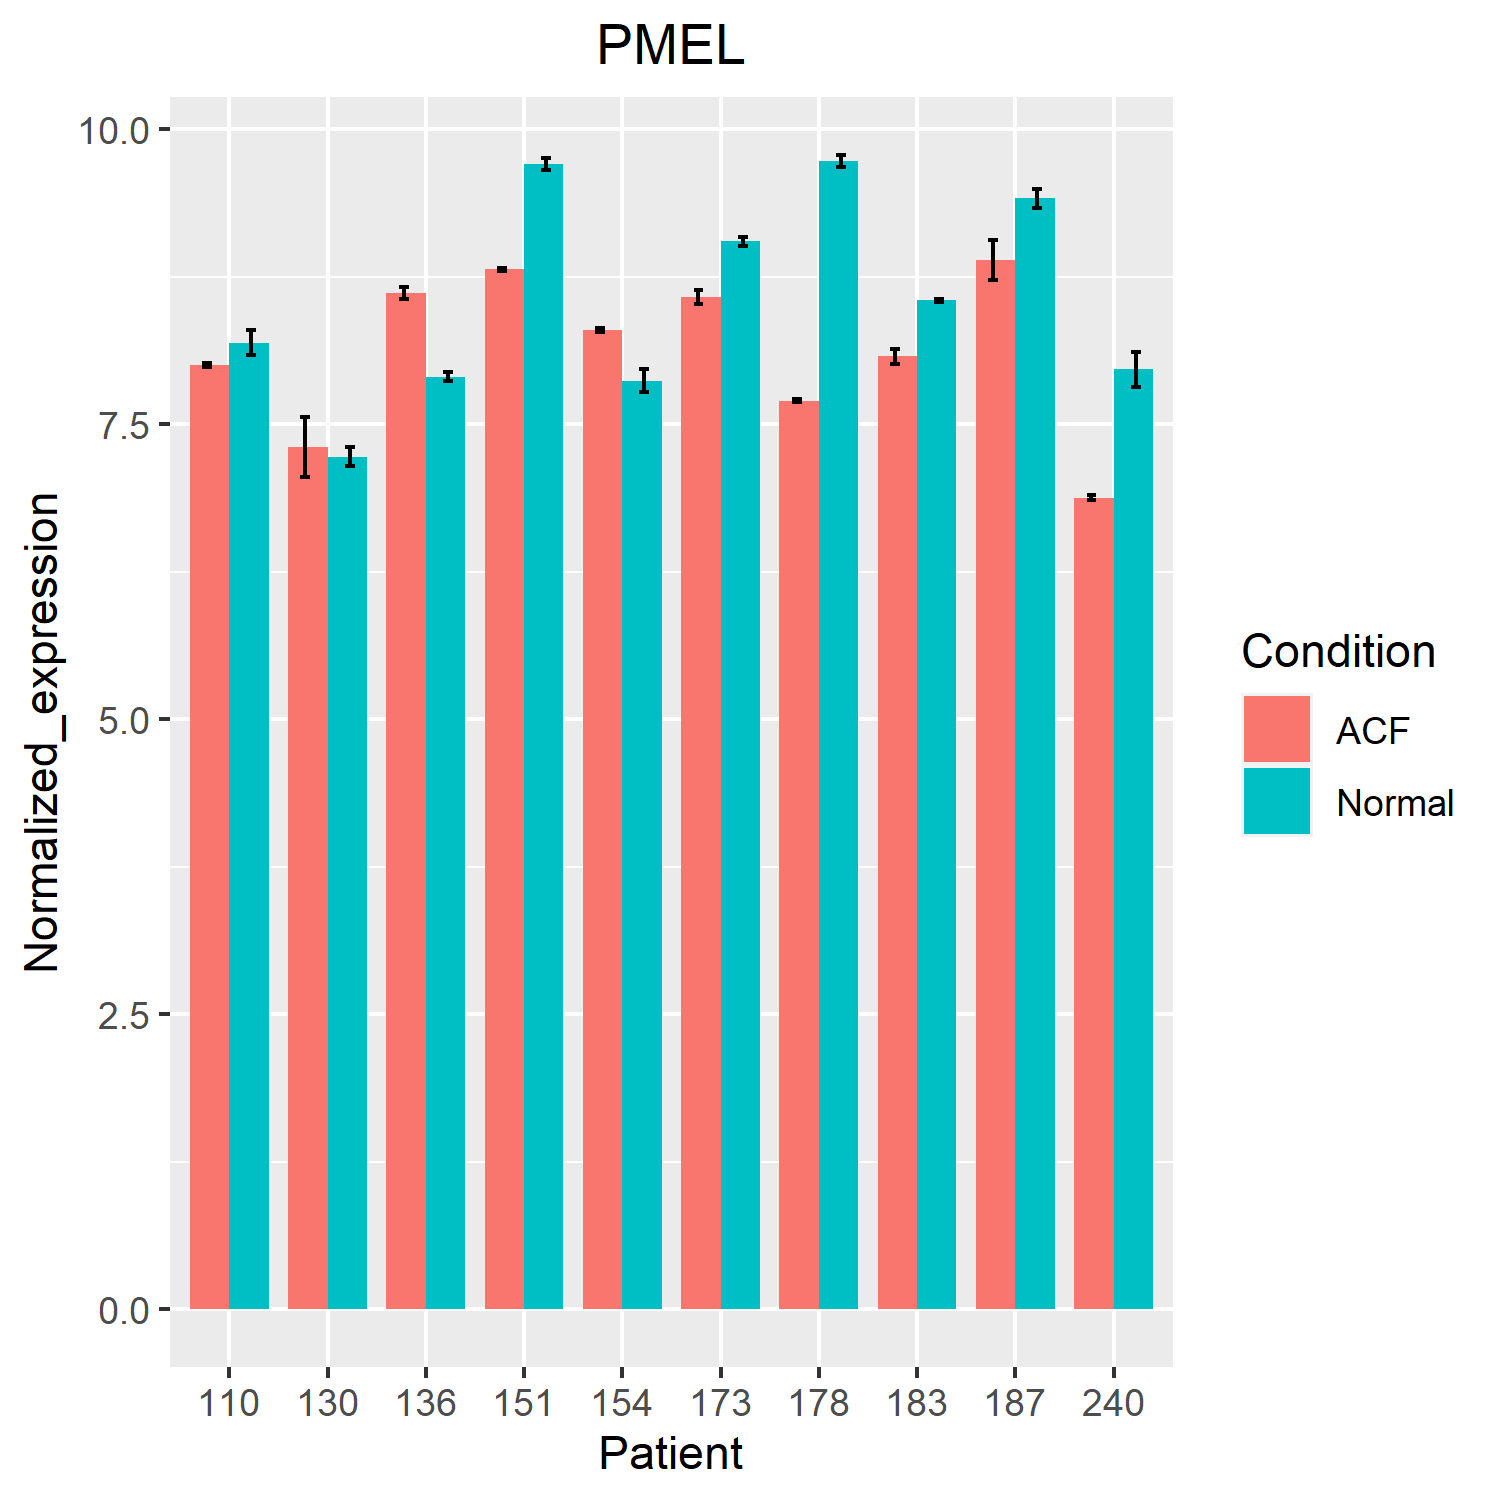 PMEL
10.0
7.5
5.0
2.5
0.0
Normalized_expression
110 130 136 151 154 173 178 183 187 240
Patient
Condition
ACF
Normal